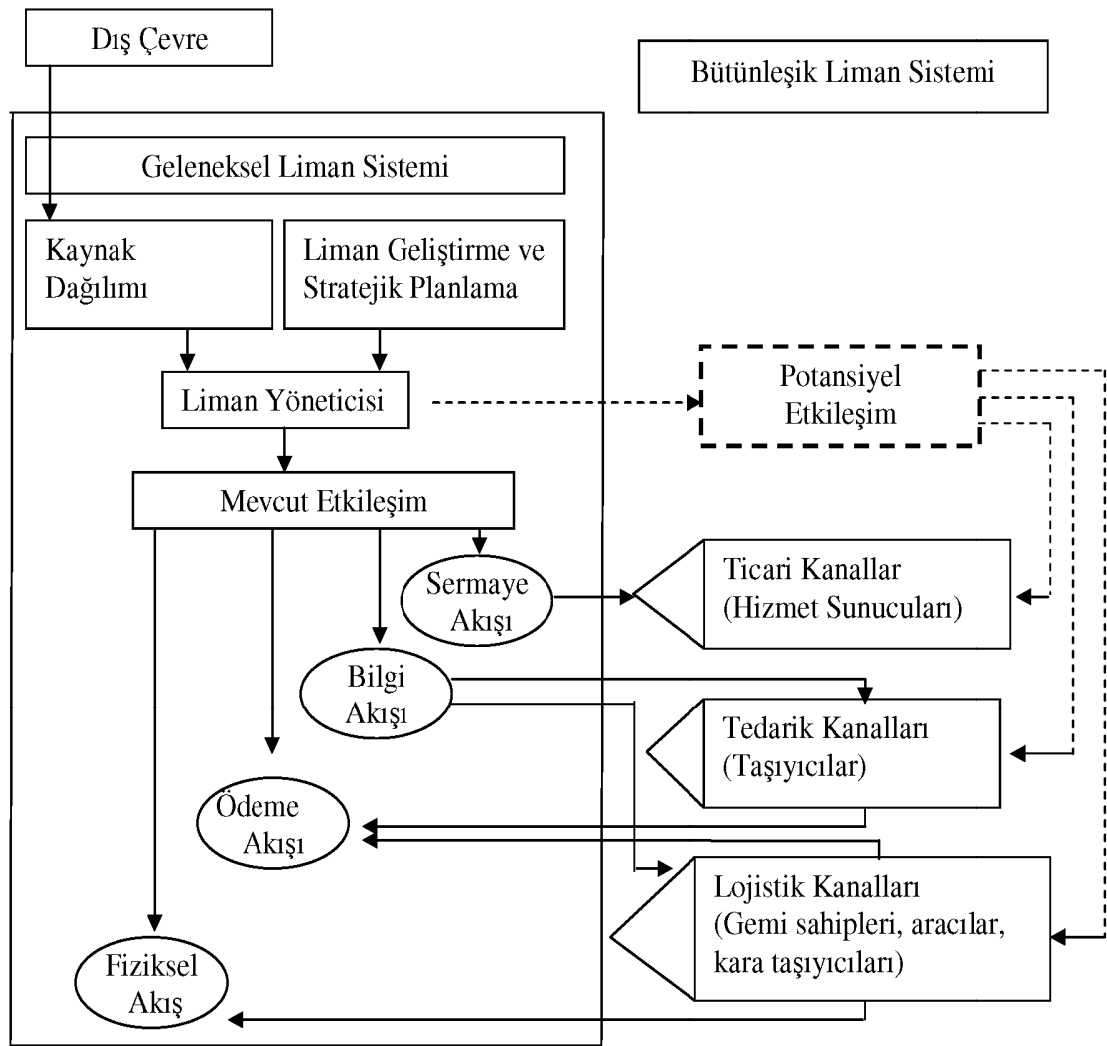 Dış Çevre
Bütünleşik Liman Sistemi
Geleneksel Liman Sistemi
Kaynak
Dağılımı
Liman Geliştirme ve
Stratejik Planlama
Liman Yöneticisi
Potansiyel
Etkileşim
Mevcut Etkileşim
Sermaye
Akışı
Ticari Kanallar
(Hizmet Sunucuları)
Bilgi
Akışı
Tedarik Kanalları
(Taşıyıcılar)
Ödeme
Akışı
Lojistik Kanalları
(Gemi sahipleri, aracılar,
kara taşıyıcıları)
Fiziksel
Akış